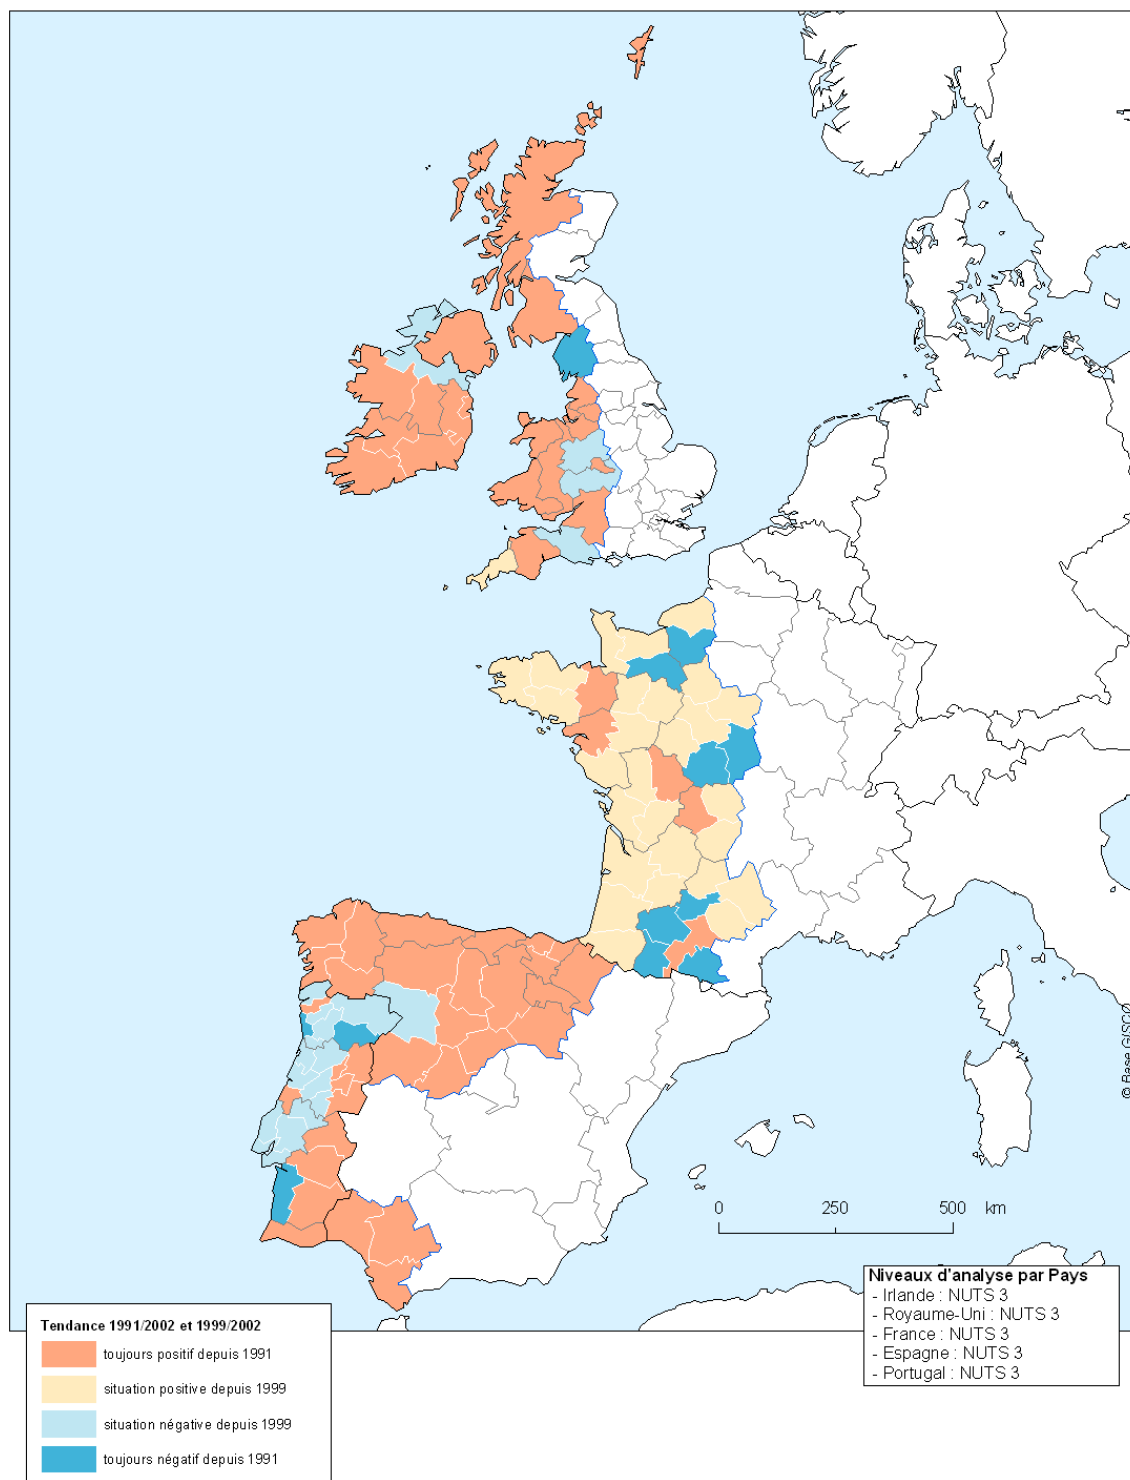 © Base GISCO
0 250 500 km
Niveaux d'analyse par Pays
- Irlande : NUTS 3
- Royaume-Uni : NUTS 3
- France : NUTS 3
- Espagne : NUTS 3
- Portugal : NUTS 3
Tendance 1991/2002 et 1999/2002
toujours positif depuis 1991
situation positive depuis 1999
situation négative depuis 1999
toujours négatif depuis 1991